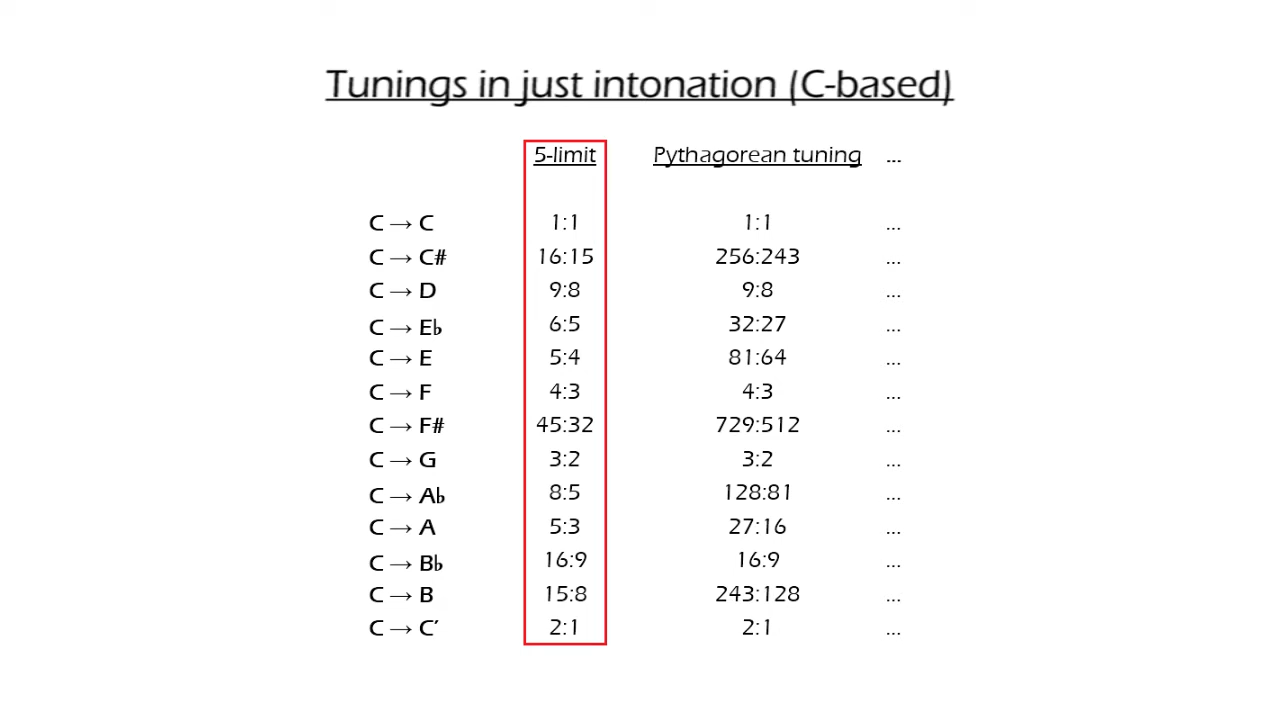 Tunings in just intonation (C-based)
5-limit Pythagorean tuning ...
C → C 1:1 1:1 ...
C → C# 16:15 256:243 ...
C → D 9:8 9:8 ...
C → E♭ 6:5 32:27 ...
C → E 5:4 81:64 ...
C → F 4:3 4:3 ...
C → F# 45:32 729:512 ...
C → G 3:2 3:2 ...
C → A♭ 8:5 128:81 ...
C → A 5:3 27:16 ...
C → B♭ 16:9 16:9 ...
C → B 15:8 243:128 ...
C → C′ 2:1 2:1 ...